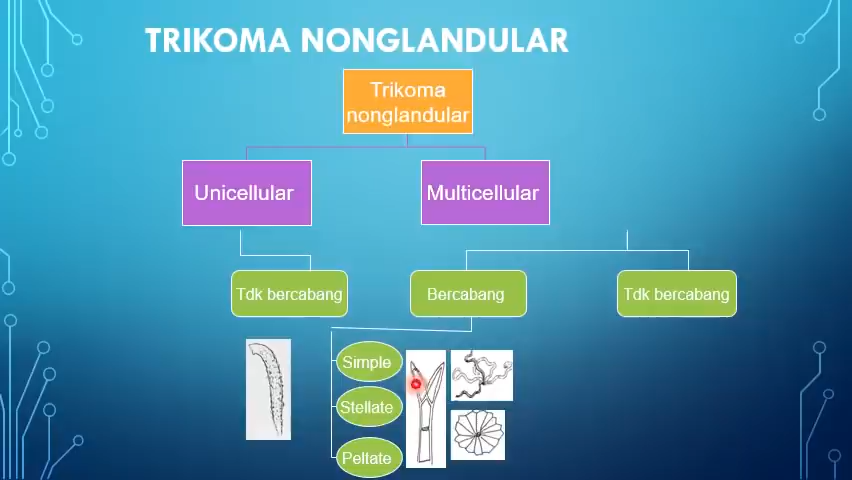 TRIKOMA NONGLANDULAR
Trikoma
nonglandular
Unicellular
Multicellular
Tdk bercabang
Bercabang
Tdk bercabang
Simple
Stellate
Peltate